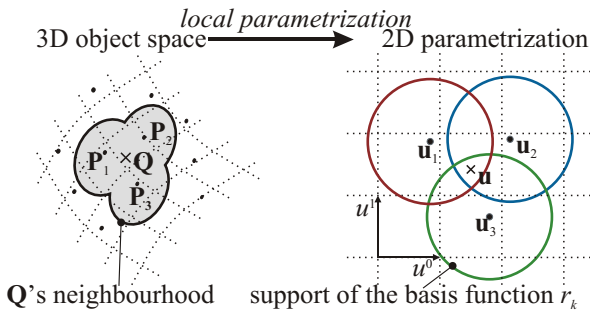 local parametrization
3D object space
2D parametrization
P₁
P₂
Q
P₃
u₁
u₂
u
u₃
u¹
u⁰
Q's neighbourhood
support of the basis function rₖ